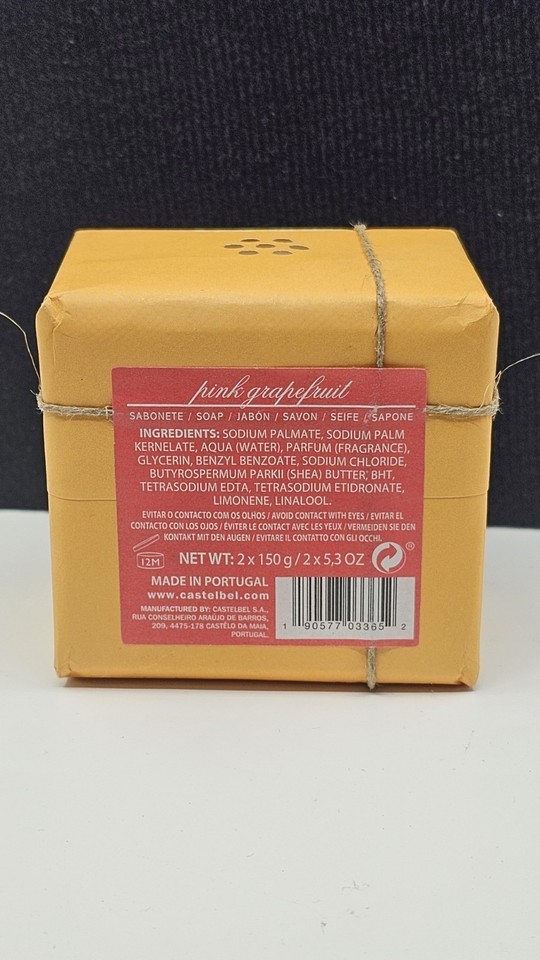 pink grapefruit
SABONETE / SOAP / JABÓN / SAVON / SEIFE / SAPONE
INGREDIENTS: SODIUM PALMATE, SODIUM PALM
KERNELATE, AQUA (WATER), PARFUM (FRAGRANCE),
GLYCERIN, BENZYL BENZOATE, SODIUM CHLORIDE,
BUTYROSPERMUM PARKII (SHEA) BUTTER, BHT,
TETRASODIUM EDTA, TETRASODIUM ETIDRONATE,
LIMONENE, LINALOOL.
EVITAR O CONTACTO COM OS OLHOS / AVOID CONTACT WITH EYES / EVITAR EL
CONTACTO CON LOS OJOS / ÉVITER LE CONTACT AVEC LES YEUX / VERMEIDEN SIE DEN
KONTAKT MIT DEN AUGEN / EVITARE IL CONTATTO CON GLI OCCHI.
12M NET WT: 2 x 150 g / 2 x 5,3 OZ ®
MADE IN PORTUGAL
www.castelbel.com
MANUFACTURED BY: CASTELBEL S.A.,
RUA CONSELHEIRO ARAÚJO DE BARROS,
209, 4475-178 CASTÊLO DA MAIA,
PORTUGAL.
1 90577 03365 2